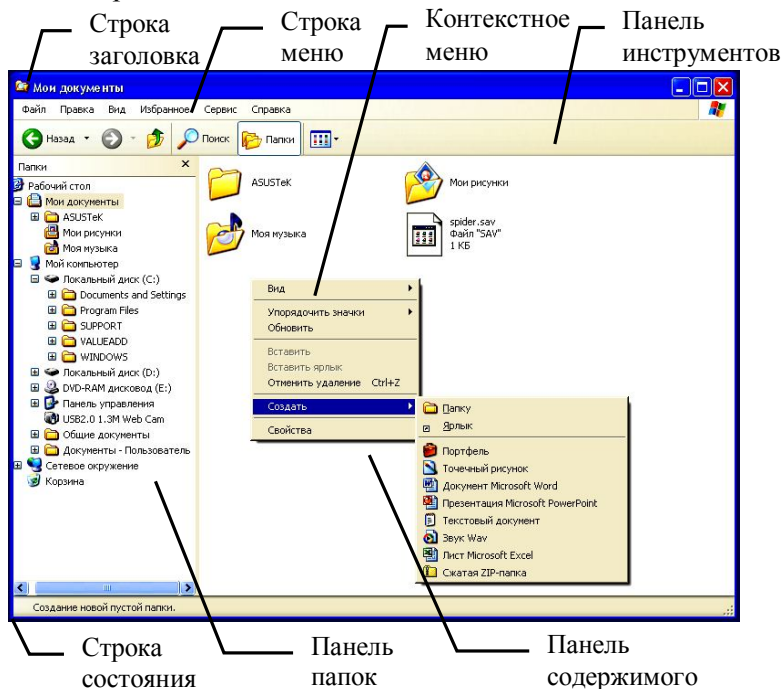 Строка заголовка
Строка меню
Контекстное меню
Панель инструментов
Мои документы
Файл Правка Вид Избранное Сервис Справка
Назад Поиск Папки
Папки
Рабочий стол
Мои документы
ASUSTeK
Мои рисунки
Моя музыка
Мой компьютер
Локальный диск (C:)
Documents and Settings
Program Files
SUPPORT
VALUEADD
WINDOWS
Локальный диск (D:)
DVD-RAM дисковод (E:)
Панель управления
USB2.0 1.3M Web Cam
Общие документы
Документы - Пользователь
Сетевое окружение
Корзина
ASUSTeK
Мои рисунки
Моя музыка
spider.sav
Файл "SAV"
1 КБ
Вид
Упорядочить значки
Обновить
Вставить
Вставить ярлык
Отменить удаление Ctrl+Z
Создать
Свойства
Папку
Ярлык
Портфель
Точечный рисунок
Документ Microsoft Word
Презентация Microsoft PowerPoint
Текстовый документ
Звук Wav
Лист Microsoft Excel
Сжатая ZIP-папка
Создание новой пустой папки.
Строка состояния
Панель папок
Панель содержимого